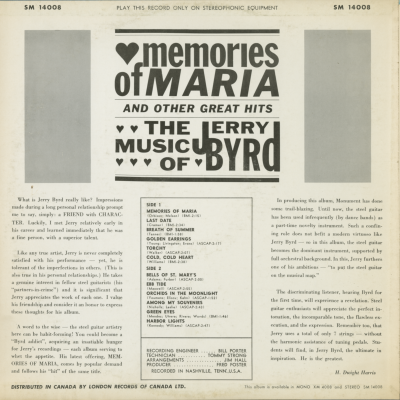 SM 14008
PLAY THIS RECORD ONLY ON STEREOPHONIC EQUIPMENT
SM 14008
memories
of MARIA
AND OTHER GREAT HITS
THE JERRY
MUSIC BYRD
OF
What is Jerry Byrd really like? Impressions
made during a long personal relationship prompt
me to say, simply: a FRIEND with CHARAC-
TER. Luckily, I met Jerry relatively early in
his career and learned immediately that he was
a fine person, with a superior talent.
Like any true artist, Jerry is never completely
satisfied with his performance — yet, he is
tolerant of the imperfections in others. (This is
also true in his personal relationships.) He takes
a genuine interest in fellow steel guitarists (his
"partners-in-crime") and it is significant that
Jerry appreciates the work of each one. I value
his friendship and consider it an honor to express
these thoughts for his album.
A word to the wise — the steel guitar artistry
here can be habit-forming! You could become a
"Byrd addict", acquiring an insatiable hunger
for Jerry's recordings — each album serving to
whet the appetite. His latest offering, MEM-
ORIES OF MARIA, comes by popular demand
and follows his "hit" of the same title.
SIDE 1
MEMORIES OF MARIA
LAST DATE
BREATH OF SUMMER
GOLDEN EARRINGS
TORCHY
COLD, COLD HEART
SIDE 2
BELLS OF ST. MARY'S
EBB TIDE
ORCHIDS IN THE MOONLIGHT
AMONG MY SOUVENIRS
GREEN EYES
HARBOR LIGHTS
RECORDING ENGINEER BILL PORTER
TECHNICIAN TOMMY STRONG
ARRANGEMENTS JIM HALL
PRODUCER FRED FOSTER
RECORDED IN NASHVILLE, TENN., U.S.A.
In producing this album, Monument has done
some trail-blazing. Until now, the steel guitar
has been used infrequently (by dance bands) as
a part-time novelty instrument. Such a confin-
ing role does not befit a modern virtuoso like
Jerry Byrd — so in this album, the steel guitar
becomes the dominant instrument, supported by
full orchestral background. In this, Jerry furthers
one of his ambitions — "to put the steel guitar
on the musical map."
The discriminating listener, hearing Byrd for
the first time, will experience a revelation. Steel
guitar enthusiasts will appreciate the perfect in-
tonation, the incomparable tone, the flawless ex-
ecution, and the expression. Remember too, that
Jerry uses a total of only 7 strings — without
the harmonic assistance of tuning pedals. Stu-
dents will find, in Jerry Byrd, the ultimate in
inspiration. He is the greatest.
H. Dwight Harris
DISTRIBUTED IN CANADA BY LONDON RECORDS OF CANADA LTD.
This album is available in MONO SM 4008 and STEREO SM 14008